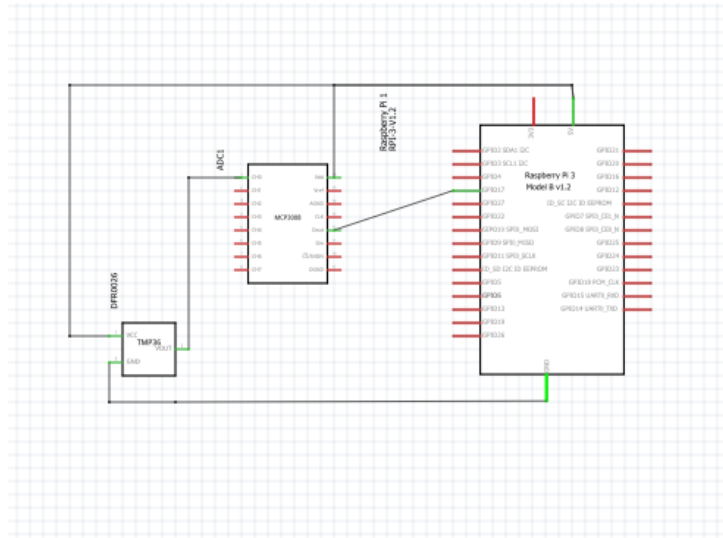 Raspberry Pi 1
RPI-3-V1.2
ADC1
MCP3008
CH0
CH1
CH2
CH3
CH4
CH5
CH6
CH7
Vref
AGND
CLK
Dout
Din
CS/SHDN
DGND
3V3
5V
Raspberry Pi 3
Model B v1.2
GPIO2 SDA1 I2C
GPIO3 SCL1 I2C
GPIO4
GPIO17
GPIO27
GPIO22
GPIO10 SPI0_MOSI
GPIO9 SPI0_MISO
GPIO11 SPI0_SCLK
ID_SD I2C ID EEPROM
GPIO5
GPIO6
GPIO13
GPIO19
GPIO26
GPIO21
GPIO20
GPIO16
GPIO12
ID_SC I2C ID EEPROM
GPIO7 SPI0_CE1_N
GPIO8 SPI0_CE0_N
GPIO25
GPIO24
GPIO23
GPIO18 PCM_CLK
GPIO15 UART0_RXD
GPIO14 UART0_TXD
GND
DFR0026
VCC
TMP36
VOUT
GND